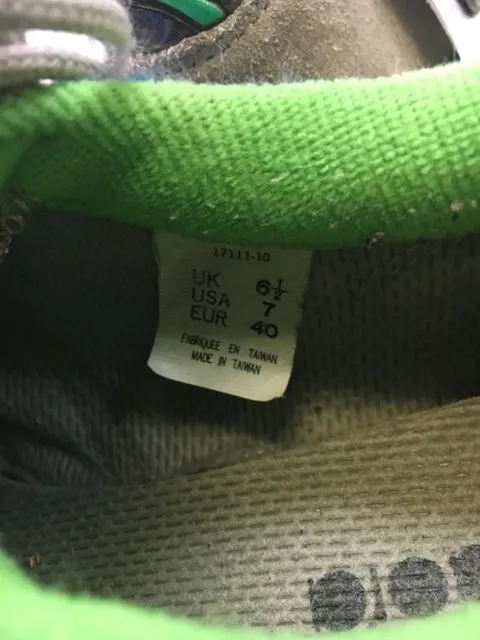 17111-10
UK 6½
USA 7
EUR 40
FABRIQUEE EN TAIWAN
MADE IN TAIWAN